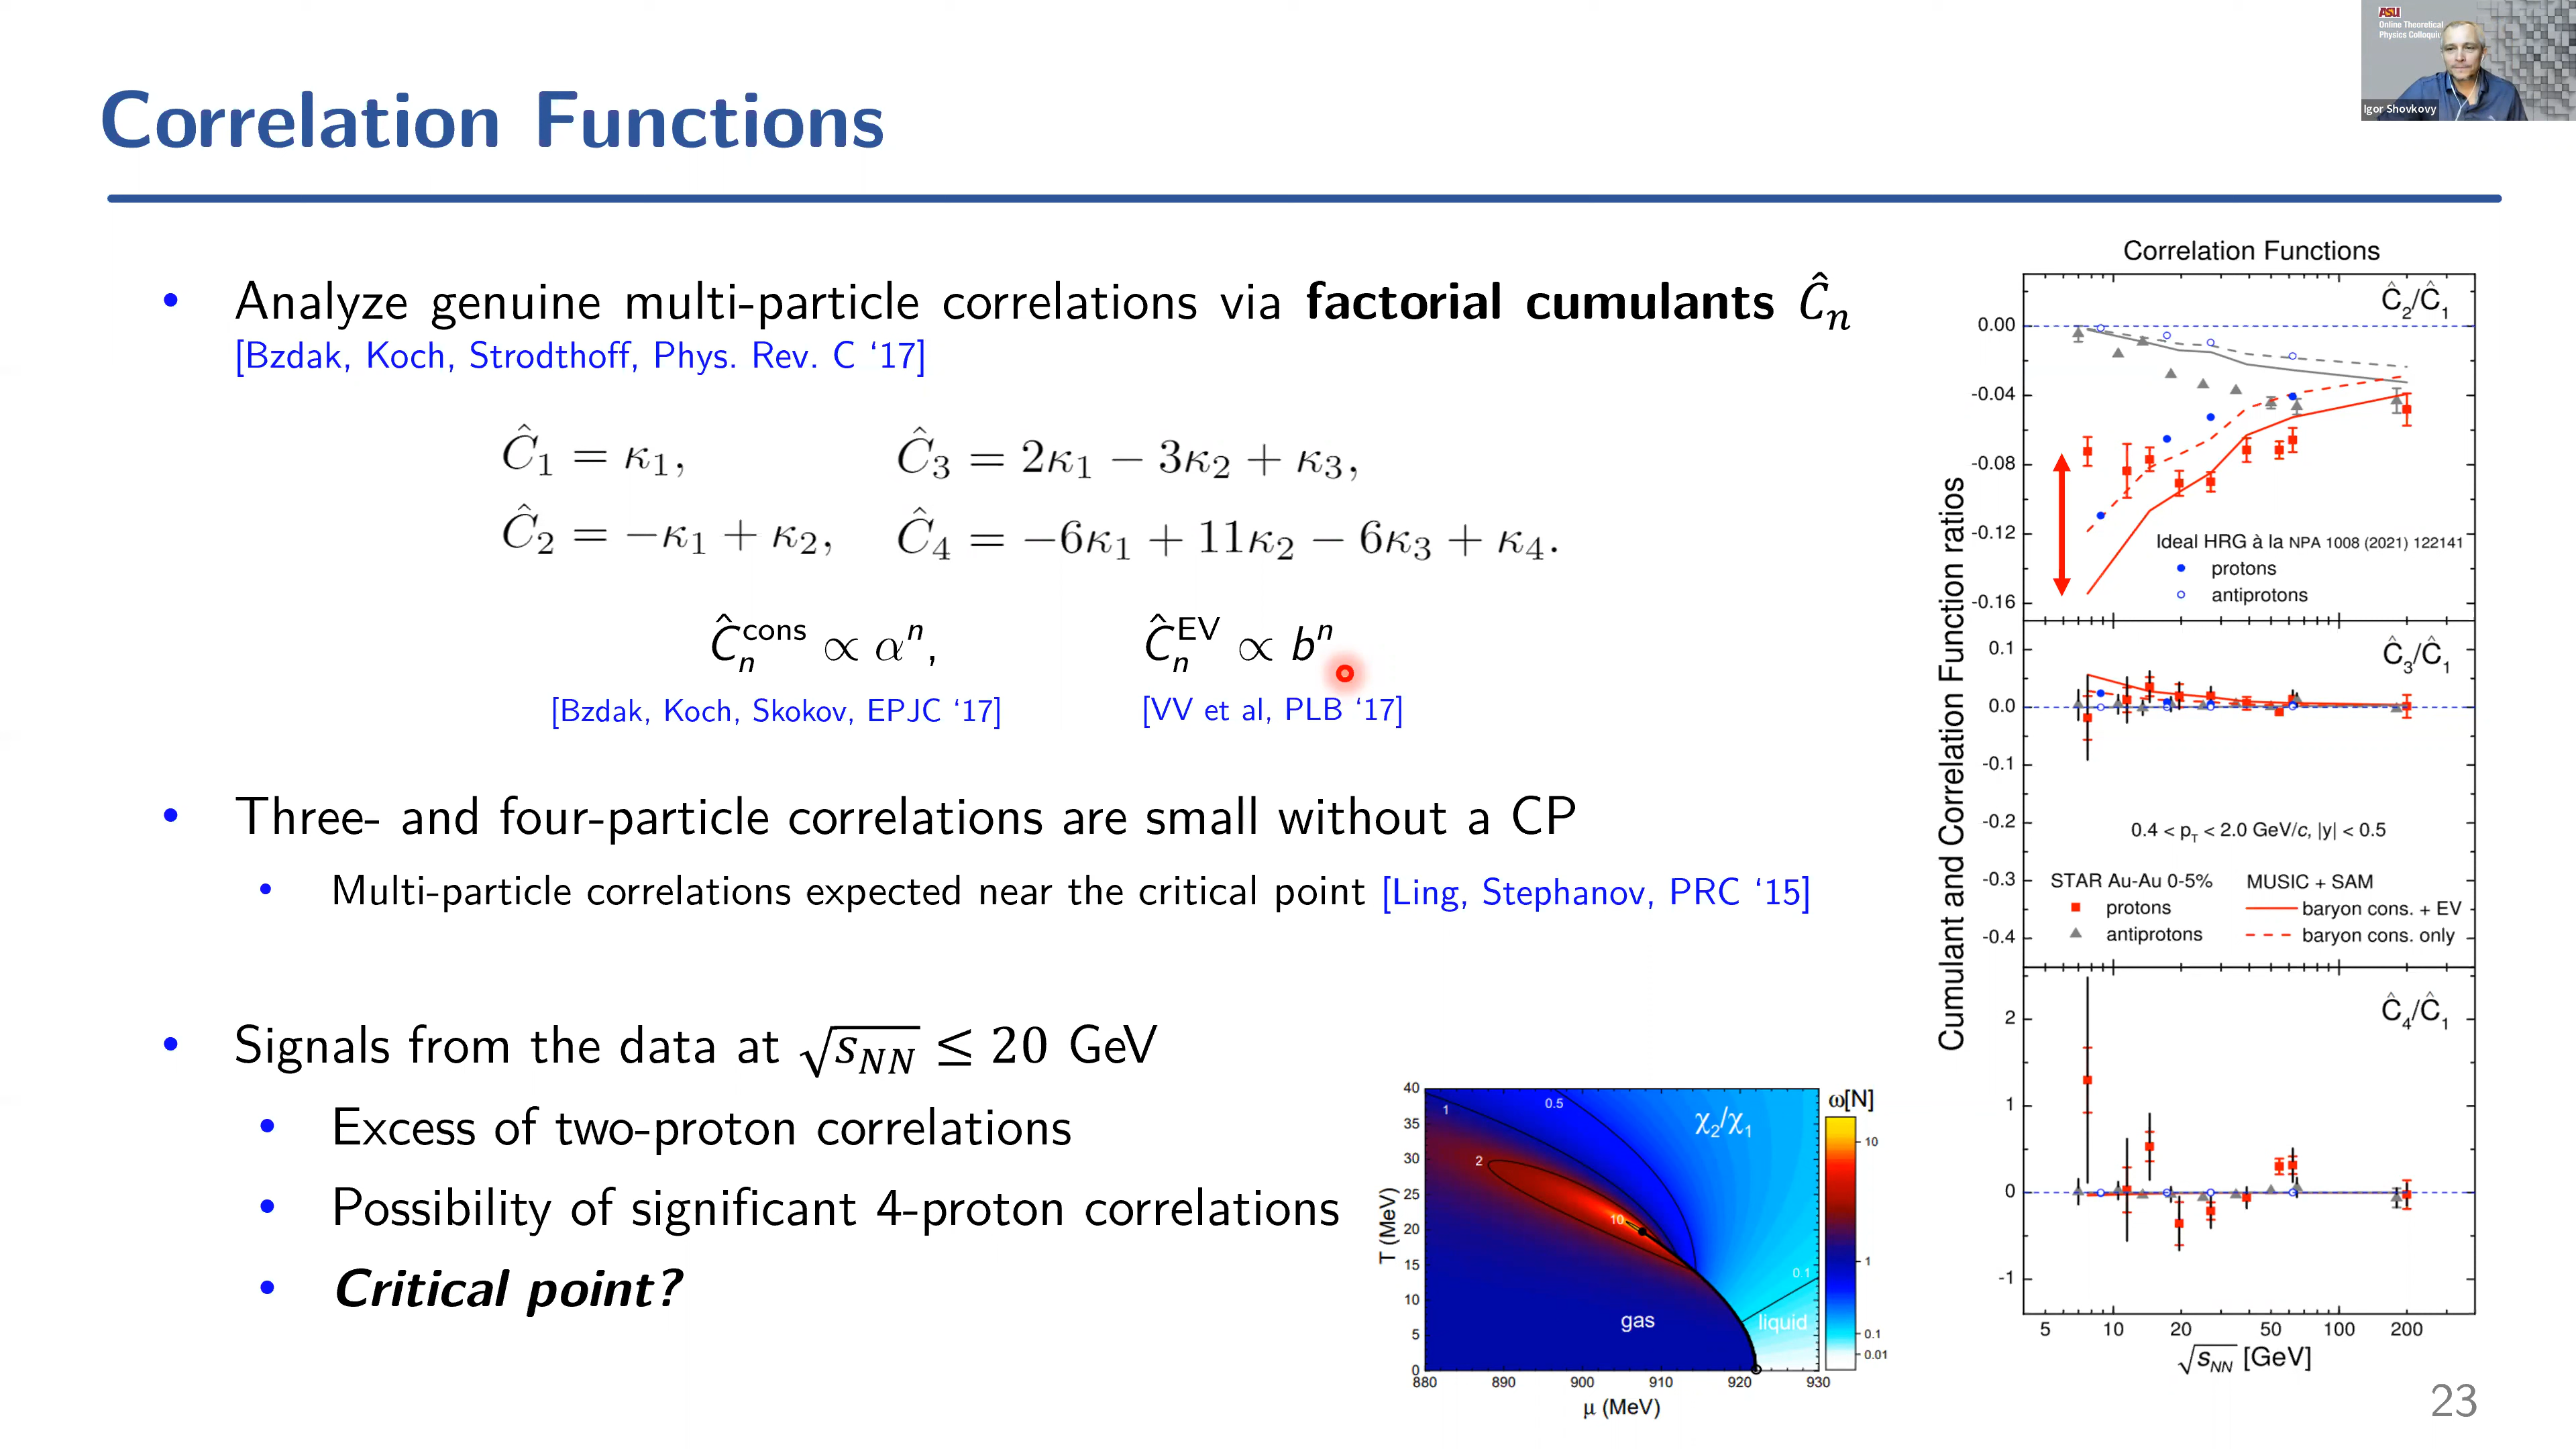 ASU
Online Theoretical
Physics Colloqui
Igor Shovkovy
Correlation Functions
• Analyze genuine multi-particle correlations via factorial cumulants Ĉₙ
[Bzdak, Koch, Strodthoff, Phys. Rev. C ‘17]
Ĉ₁ = κ₁, Ĉ₃ = 2κ₁ − 3κ₂ + κ₃,
Ĉ₂ = −κ₁ + κ₂, Ĉ₄ = −6κ₁ + 11κ₂ − 6κ₃ + κ₄.
Ĉₙ^cons ∝ αⁿ, Ĉₙ^EV ∝ bⁿ
[Bzdak, Koch, Skokov, EPJC ‘17] [VV et al, PLB ‘17]
• Three- and four-particle correlations are small without a CP
• Multi-particle correlations expected near the critical point [Ling, Stephanov, PRC ‘15]
• Signals from the data at √s_NN ≤ 20 GeV
• Excess of two-proton correlations
• Possibility of significant 4-proton correlations
• Critical point?
40
35
30
25
20
15
10
5
0
T (MeV)
880 890 900 910 920 930
μ (MeV)
1
0.5
2
10
0.1
χ₂/χ₁
gas
liquid
ω[N]
10
1
0.1
0.01
Correlation Functions
Cumulant and Correlation Function ratios
Ĉ₂/Ĉ₁
0.00
-0.04
-0.08
-0.12
-0.16
Ideal HRG à la NPA 1008 (2021) 122141
protons
antiprotons
Ĉ₃/Ĉ₁
0.1
0.0
-0.1
-0.2
-0.3
-0.4
0.4 < p_T < 2.0 GeV/c, |y| < 0.5
STAR Au-Au 0-5% MUSIC + SAM
protons baryon cons. + EV
antiprotons baryon cons. only
Ĉ₄/Ĉ₁
2
1
0
-1
5 10 20 50 100 200
√s_NN [GeV]
23